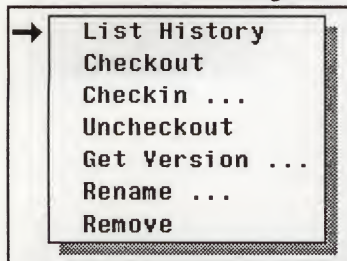 List History
Checkout
Checkin ...
Uncheckout
Get Version ...
Rename ...
Remove